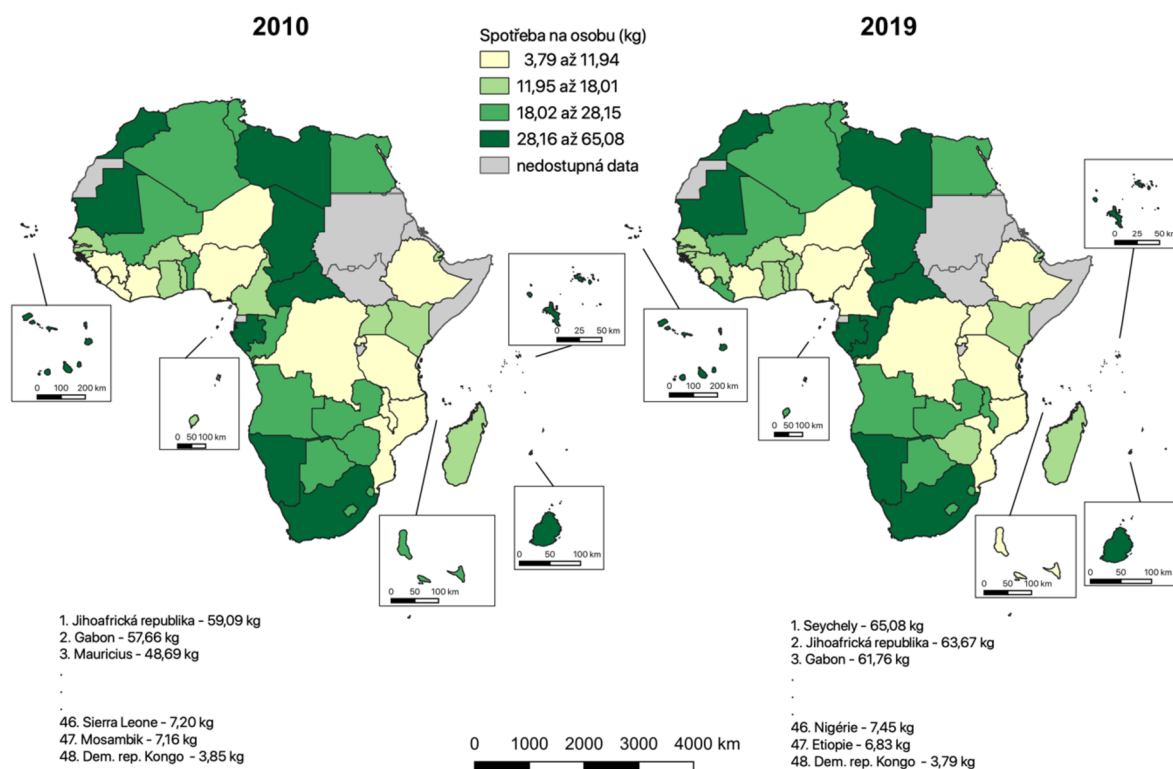 2010
2019
Spotřeba na osobu (kg)
3,79 až 11,94
11,95 až 18,01
18,02 až 28,15
28,16 až 65,08
nedostupná data
0 100 200 km
0 50 100 km
0 25 50 km
0 50 100 km
0 50 100 km
0 100 200 km
0 50 100 km
0 25 50 km
0 50 100 km
0 50 100 km
1. Jihoafrická republika – 59,09 kg
2. Gabon – 57,66 kg
3. Mauricius – 48,69 kg
.
.
.
46. Sierra Leone – 7,20 kg
47. Mosambik – 7,16 kg
48. Dem. rep. Kongo – 3,85 kg
1. Seychely – 65,08 kg
2. Jihoafrická republika – 63,67 kg
3. Gabon – 61,76 kg
.
.
.
46. Nigérie – 7,45 kg
47. Etiopie – 6,83 kg
48. Dem. rep. Kongo – 3,79 kg
0 1000 2000 3000 4000 km